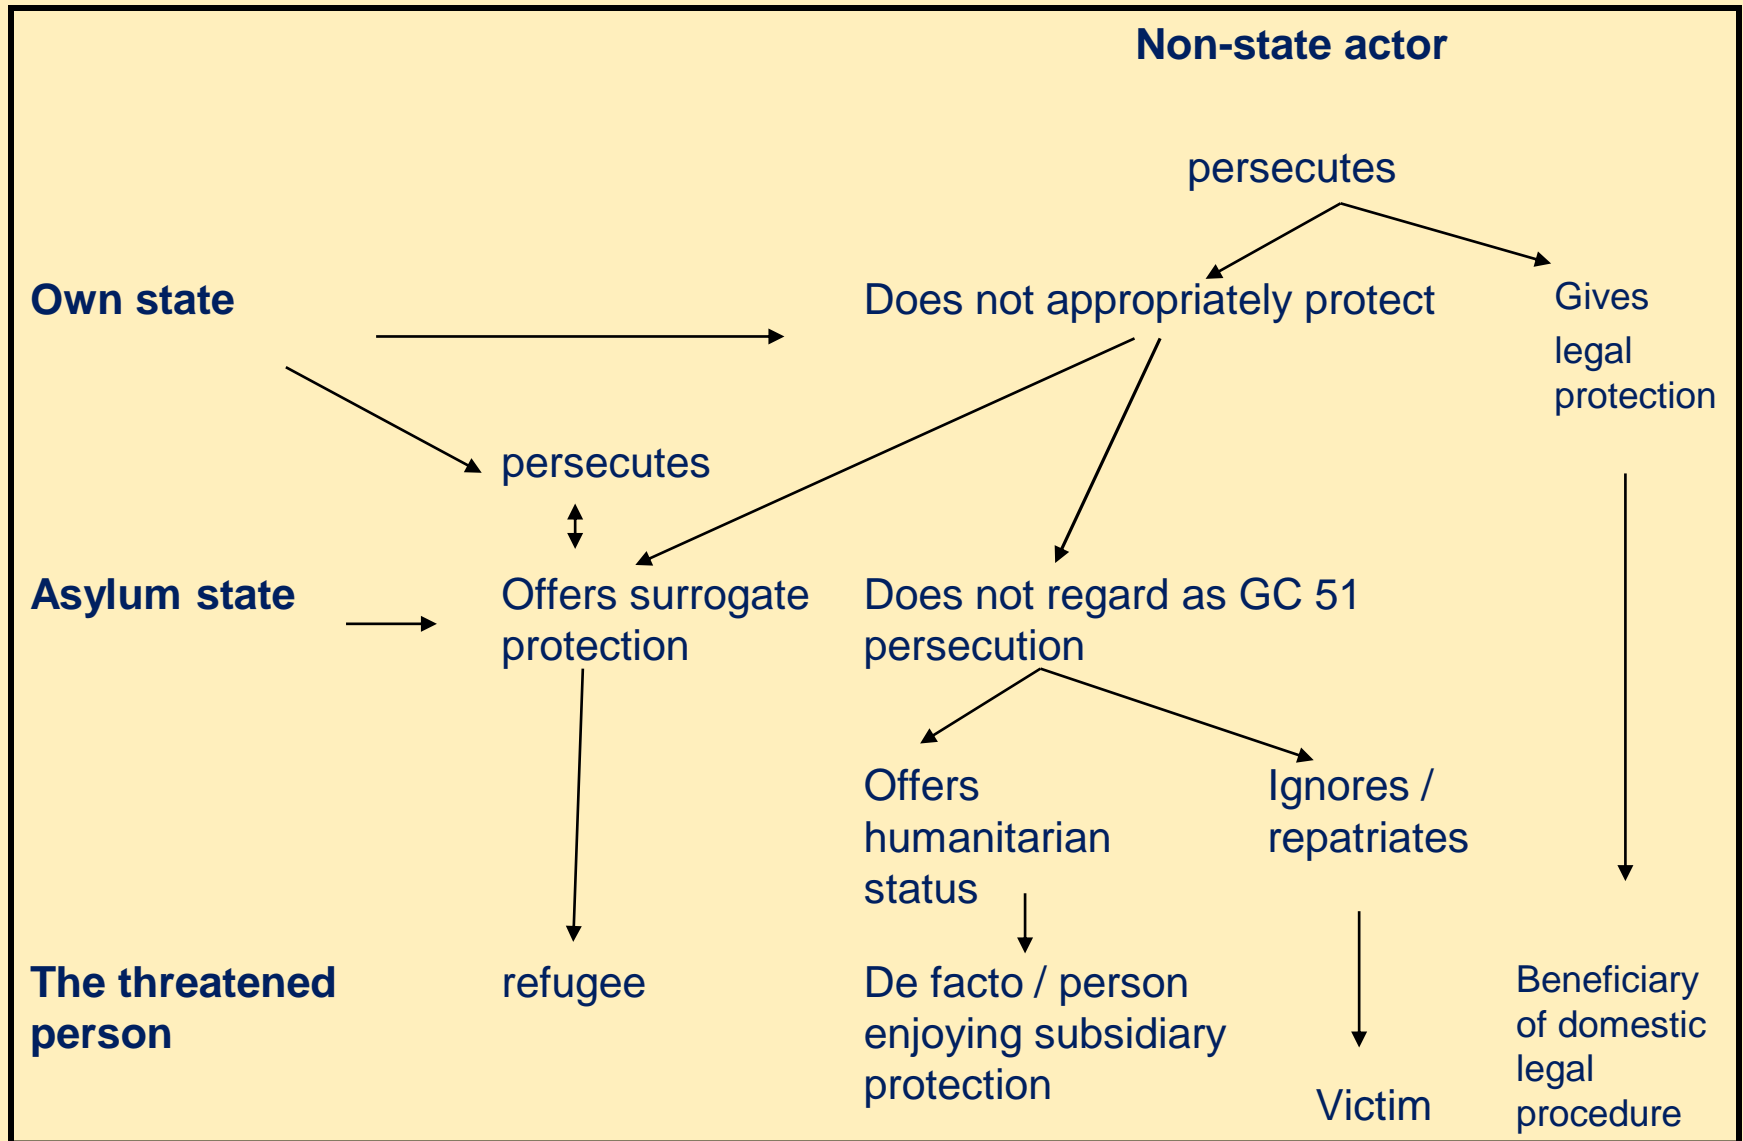 Non-state actor
persecutes
Own state
Does not appropriately protect
Gives
legal
protection
persecutes
Asylum state
Offers surrogate
protection
Does not regard as GC 51
persecution
Offers
humanitarian
status
Ignores /
repatriates
The threatened
person
refugee
De facto / person
enjoying subsidiary
protection
Victim
Beneficiary
of domestic
legal
procedure